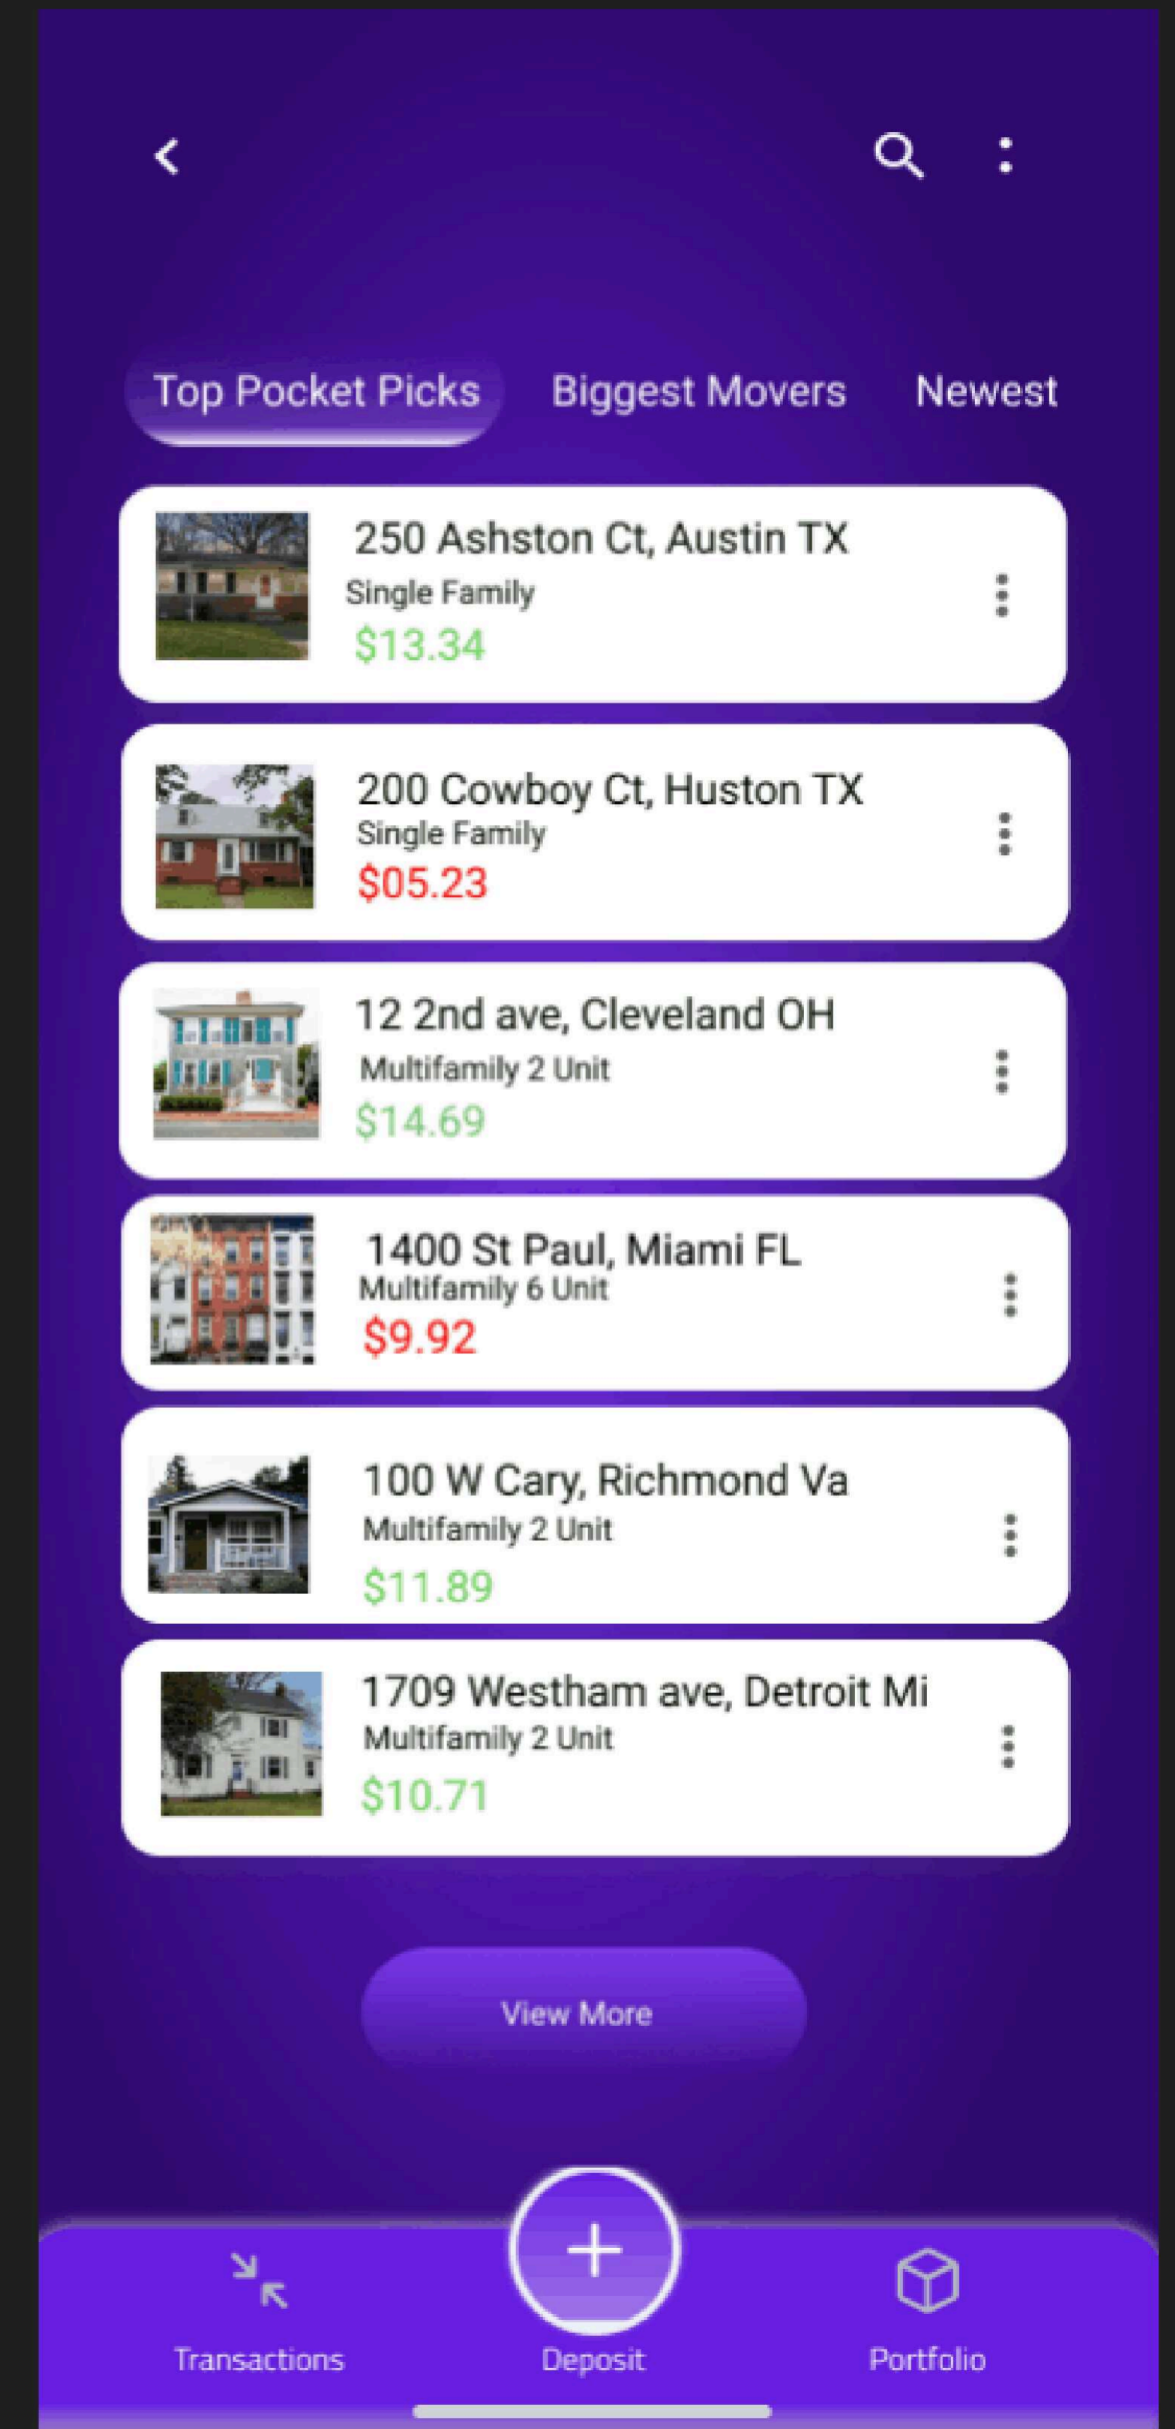 Top Pocket Picks
Biggest Movers
Newest
250 Ashston Ct, Austin TX
Single Family
$13.34
200 Cowboy Ct, Huston TX
Single Family
$05.23
12 2nd ave, Cleveland OH
Multifamily 2 Unit
$14.69
1400 St Paul, Miami FL
Multifamily 6 Unit
$9.92
100 W Cary, Richmond Va
Multifamily 2 Unit
$11.89
1709 Westham ave, Detroit Mi
Multifamily 2 Unit
$10.71
View More
Transactions
Deposit
Portfolio